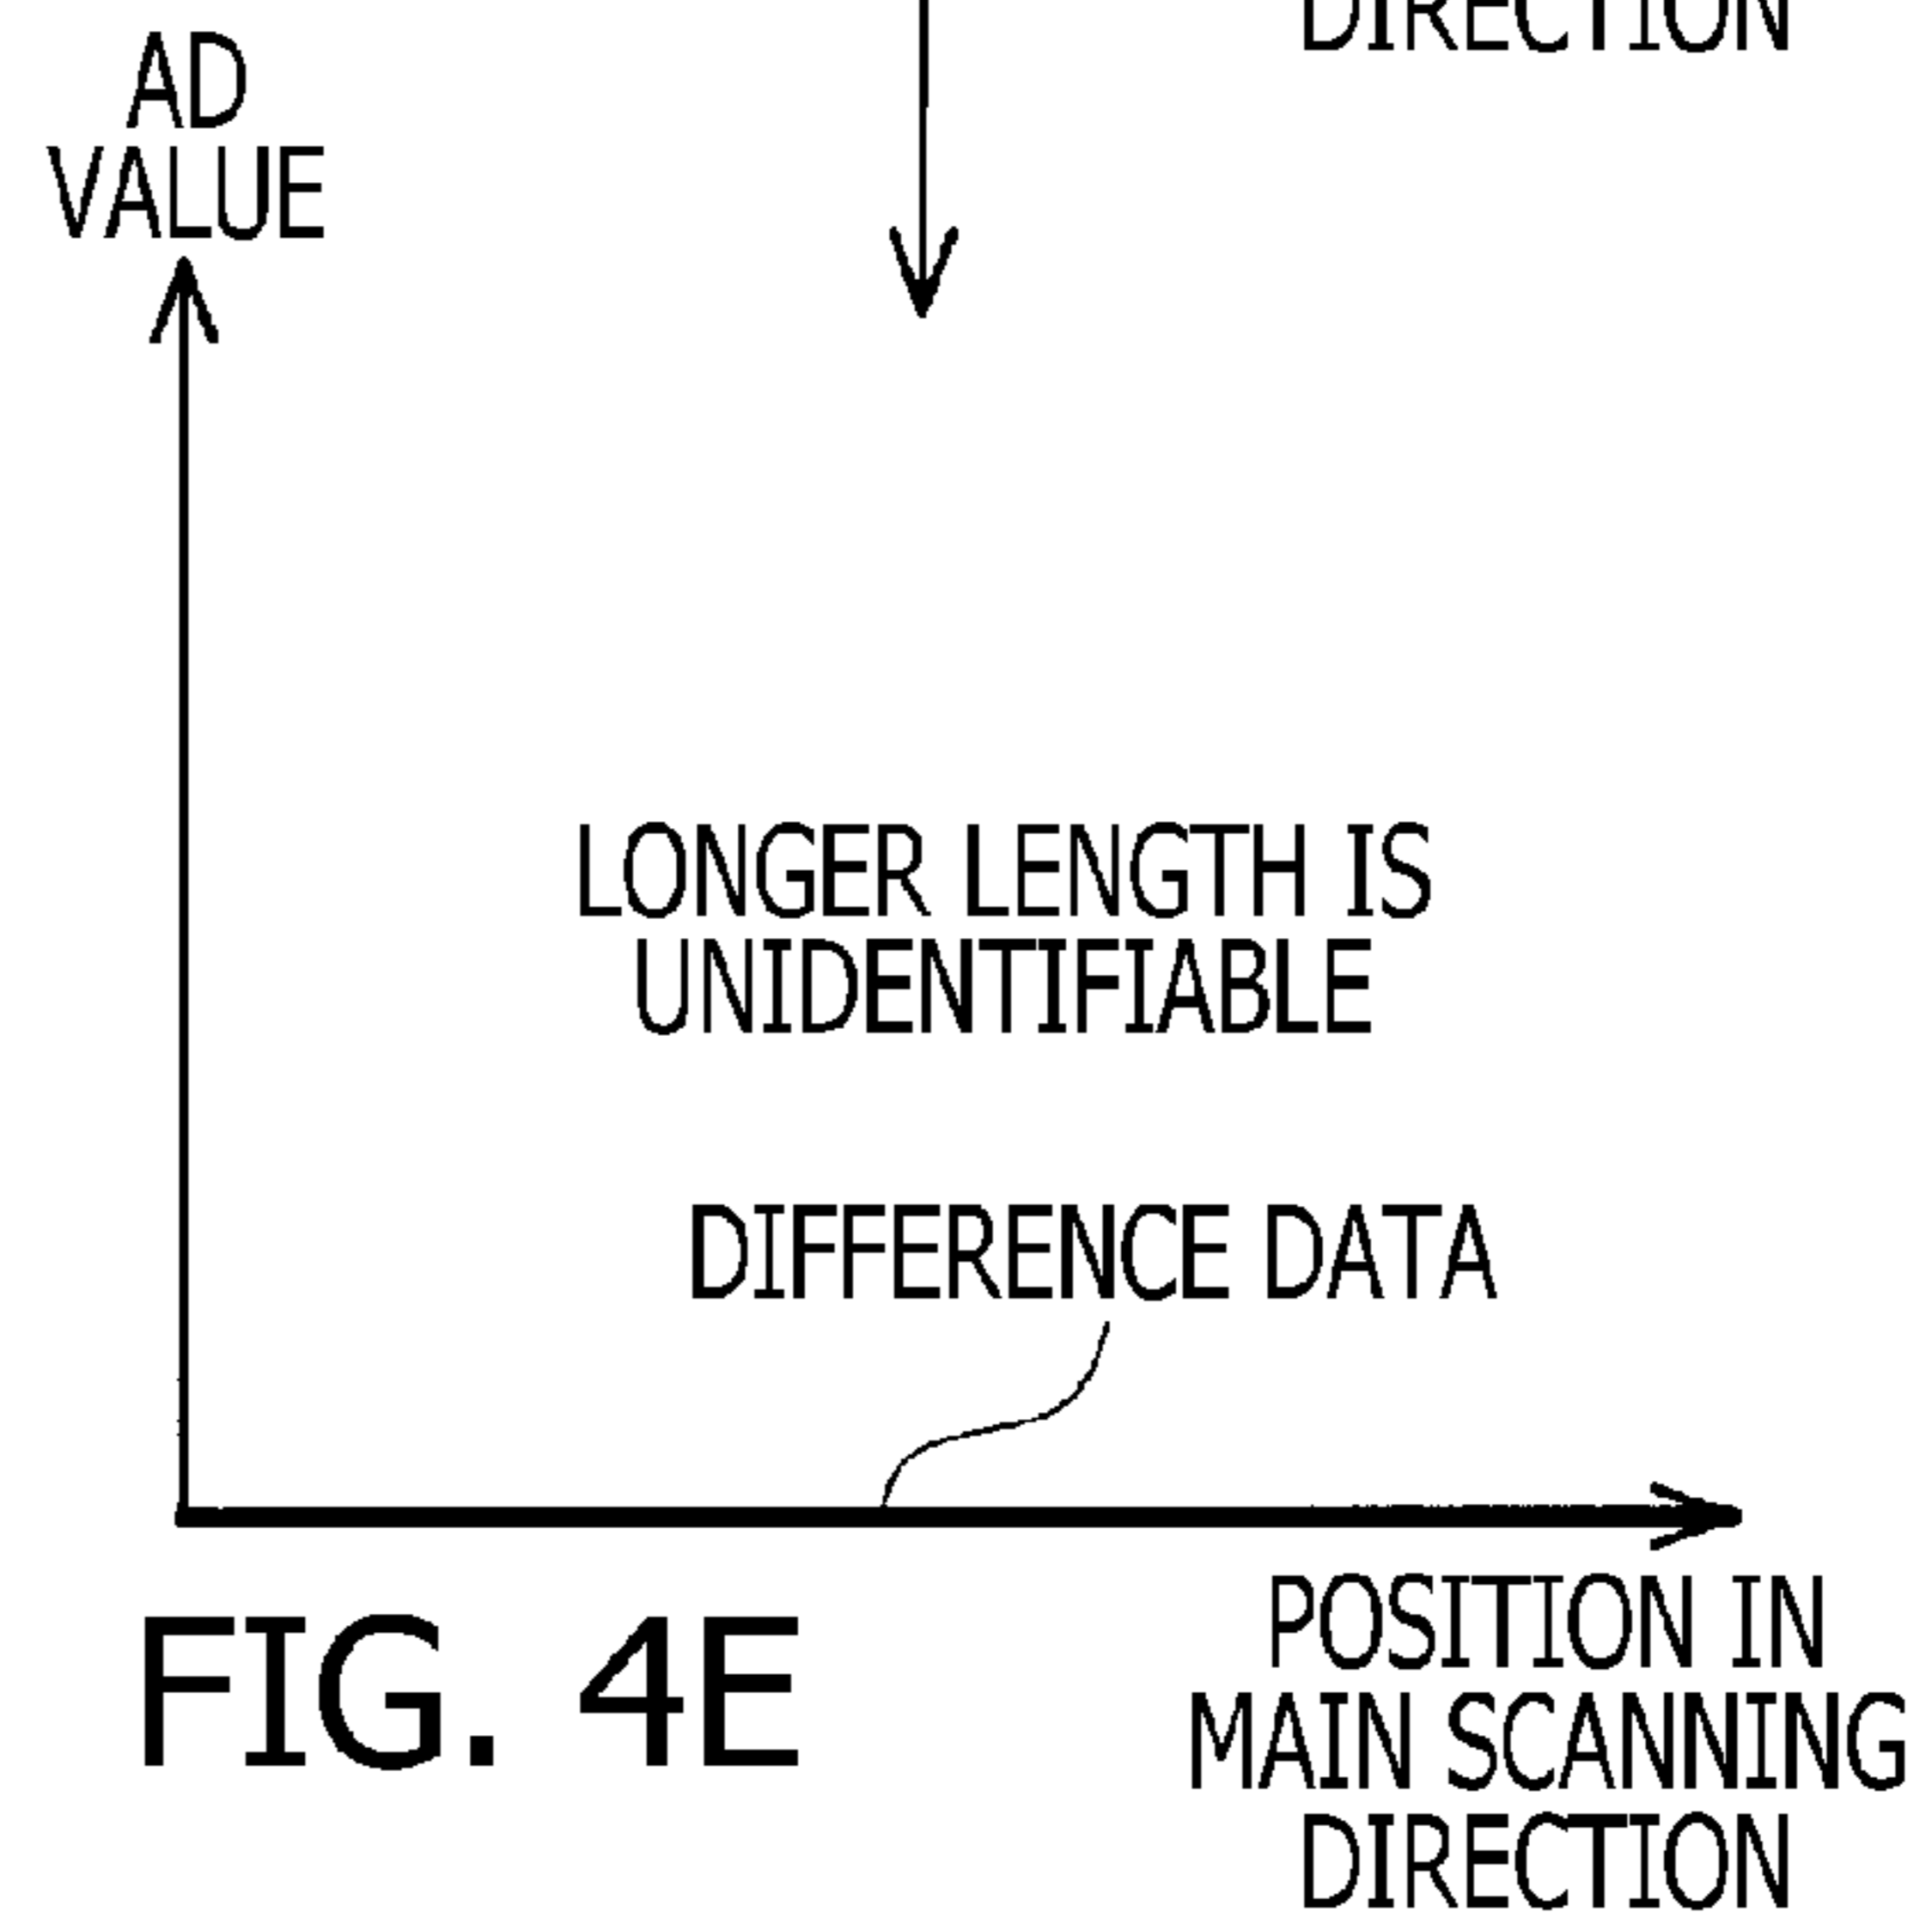 DIRECTION
AD
VALUE
LONGER LENGTH IS
UNIDENTIFIABLE
DIFFERENCE DATA
POSITION IN
MAIN SCANNING
DIRECTION
FIG. 4E